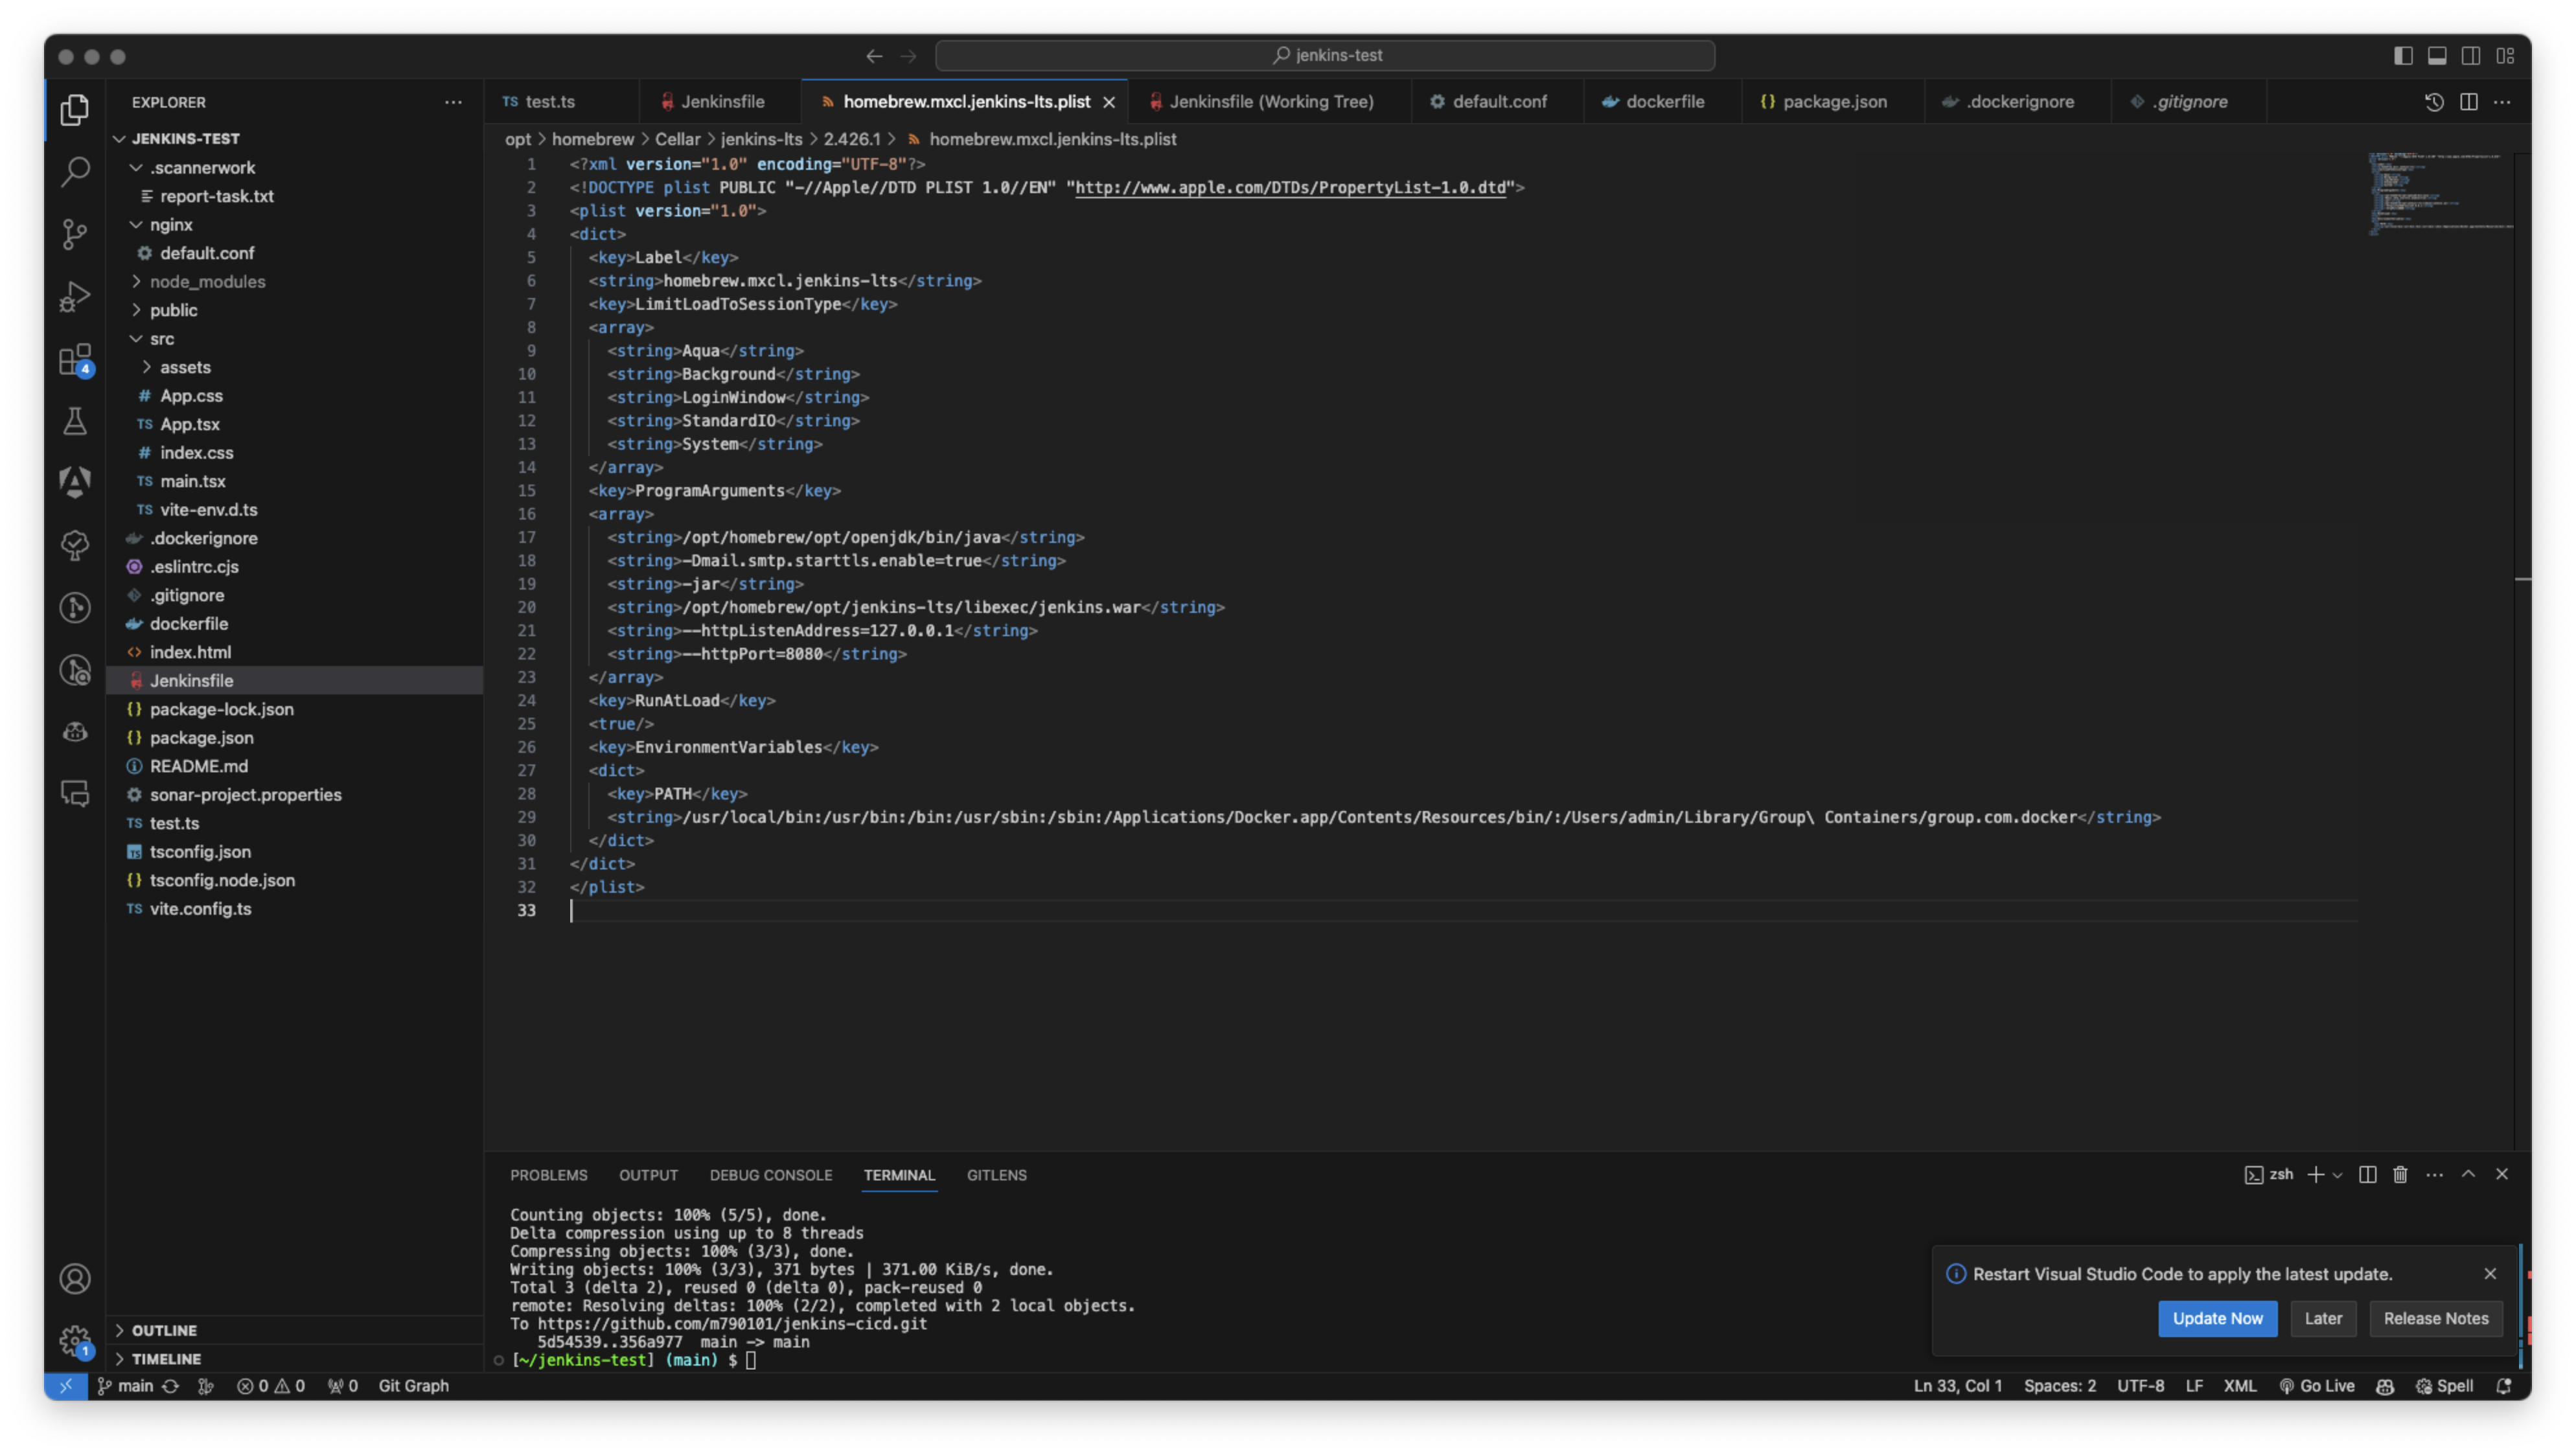 jenkins-test
EXPLORER
JENKINS-TEST
.scannerwork
report-task.txt
nginx
default.conf
node_modules
public
src
assets
# App.css
TS App.tsx
# index.css
TS main.tsx
TS vite-env.d.ts
.dockerignore
.eslintrc.cjs
.gitignore
dockerfile
<> index.html
Jenkinsfile
{} package-lock.json
{} package.json
README.md
sonar-project.properties
TS test.ts
TS tsconfig.json
{} tsconfig.node.json
TS vite.config.ts
OUTLINE
TIMELINE
4
1
TS test.ts
Jenkinsfile
homebrew.mxcl.jenkins-lts.plist
Jenkinsfile (Working Tree)
default.conf
dockerfile
{} package.json
.dockerignore
.gitignore
opt > homebrew > Cellar > jenkins-lts > 2.426.1 > homebrew.mxcl.jenkins-lts.plist
1 <?xml version="1.0" encoding="UTF-8"?>
2 <!DOCTYPE plist PUBLIC "-//Apple//DTD PLIST 1.0//EN" "http://www.apple.com/DTDs/PropertyList-1.0.dtd">
3 <plist version="1.0">
4 <dict>
5 <key>Label</key>
6 <string>homebrew.mxcl.jenkins-lts</string>
7 <key>LimitLoadToSessionType</key>
8 <array>
9 <string>Aqua</string>
10 <string>Background</string>
11 <string>LoginWindow</string>
12 <string>StandardIO</string>
13 <string>System</string>
14 </array>
15 <key>ProgramArguments</key>
16 <array>
17 <string>/opt/homebrew/opt/openjdk/bin/java</string>
18 <string>-Dmail.smtp.starttls.enable=true</string>
19 <string>-jar</string>
20 <string>/opt/homebrew/opt/jenkins-lts/libexec/jenkins.war</string>
21 <string>--httpListenAddress=127.0.0.1</string>
22 <string>--httpPort=8080</string>
23 </array>
24 <key>RunAtLoad</key>
25 <true/>
26 <key>EnvironmentVariables</key>
27 <dict>
28 <key>PATH</key>
29 <string>/usr/local/bin:/usr/bin:/bin:/usr/sbin:/sbin:/Applications/Docker.app/Contents/Resources/bin/:/Users/admin/Library/Group\ Containers/group.com.docker</string>
30 </dict>
31 </dict>
32 </plist>
33
PROBLEMS OUTPUT DEBUG CONSOLE TERMINAL GITLENS
zsh
Counting objects: 100% (5/5), done.
Delta compression using up to 8 threads
Compressing objects: 100% (3/3), done.
Writing objects: 100% (3/3), 371 bytes | 371.00 KiB/s, done.
Total 3 (delta 2), reused 0 (delta 0), pack-reused 0
remote: Resolving deltas: 100% (2/2), completed with 2 local objects.
To https://github.com/m790101/jenkins-cicd.git
5d54539..356a977 main -> main
[~/jenkins-test] (main) $
Restart Visual Studio Code to apply the latest update.
Update Now
Later
Release Notes
main 0 0 0 Git Graph
Ln 33, Col 1 Spaces: 2 UTF-8 LF XML Go Live Spell